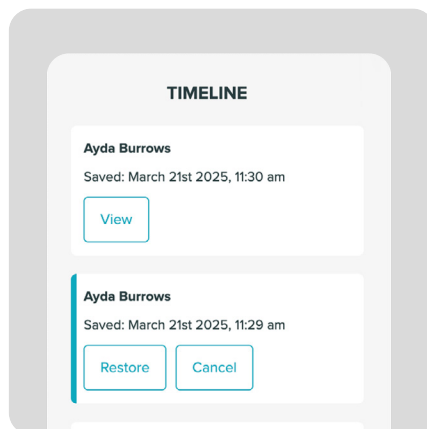 TIMELINE
Ayda Burrows
Saved: March 21st 2025, 11:30 am
View
Ayda Burrows
Saved: March 21st 2025, 11:29 am
Restore Cancel